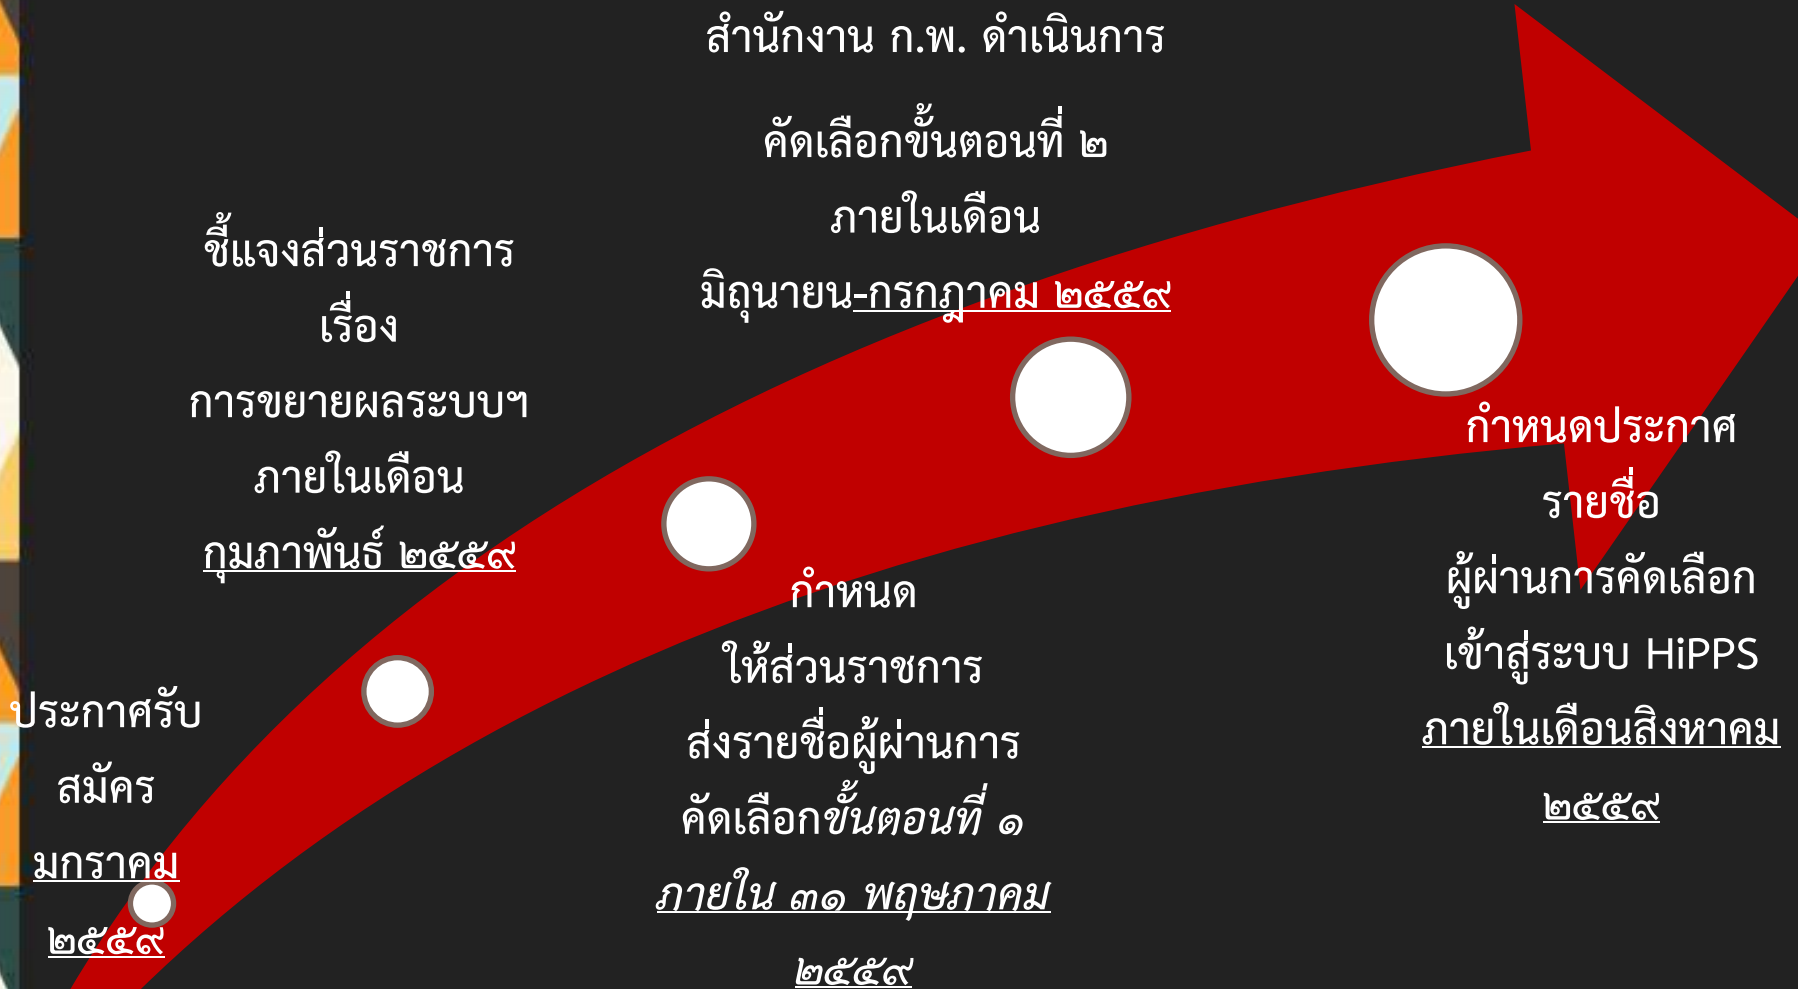 ประกาศรับ
สมัคร
มกราคม
๒๕๕๙
ชี้แจงส่วนราชการ
เรื่อง
การขยายผลระบบฯ
ภายในเดือน
กุมภาพันธ์ ๒๕๕๙
กำหนด
ให้ส่วนราชการ
ส่งรายชื่อผู้ผ่านการ
คัดเลือกขั้นตอนที่ ๑
ภายใน ๓๑ พฤษภาคม
๒๕๕๙
สำนักงาน ก.พ. ดำเนินการ
คัดเลือกขั้นตอนที่ ๒
ภายในเดือน
มิถุนายน-กรกฎาคม ๒๕๕๙
กำหนดประกาศ
รายชื่อ
ผู้ผ่านการคัดเลือก
เข้าสู่ระบบ HiPPS
ภายในเดือนสิงหาคม
๒๕๕๙